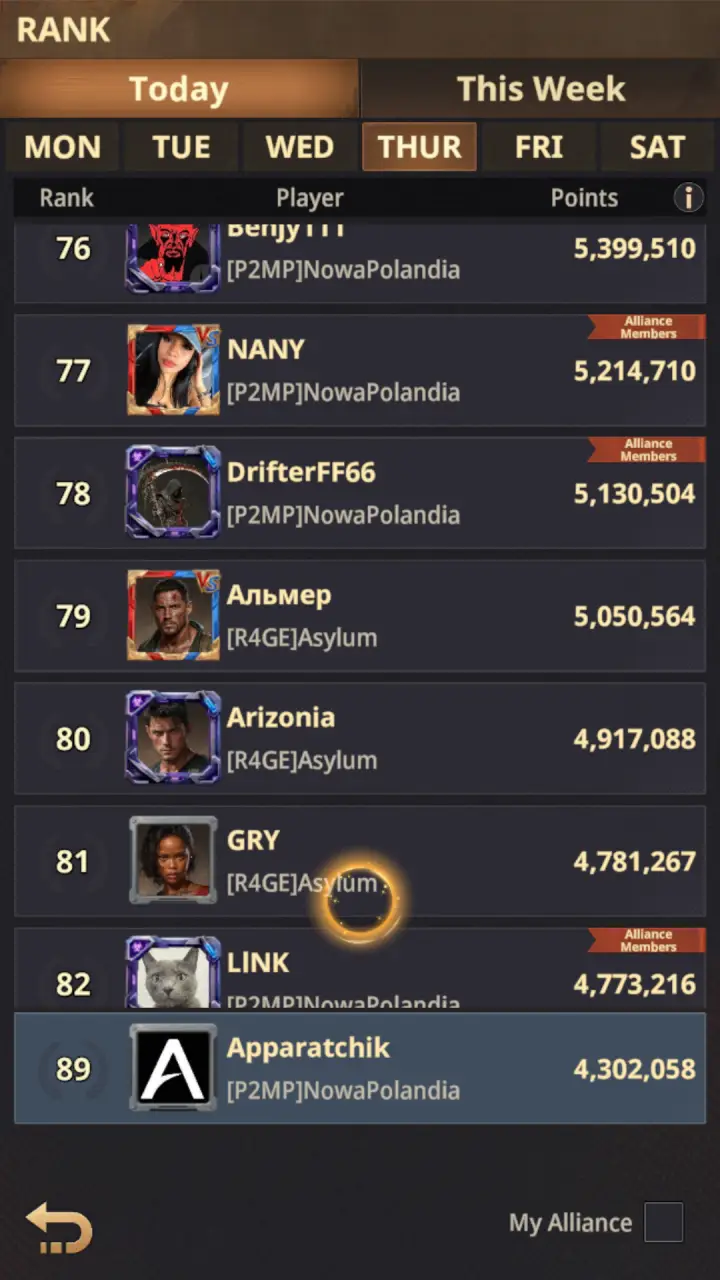 RANK
Today
This Week
MON TUE WED THUR FRI SAT
Rank Player Points
76
Benjy111
5,399,510
[P2MP]NowaPolandia
Alliance Members
77
NANY
5,214,710
[P2MP]NowaPolandia
Alliance Members
78
DrifterFF66
5,130,504
[P2MP]NowaPolandia
79
Альмер
5,050,564
[R4GE]Asylum
80
Arizonia
4,917,088
[R4GE]Asylum
81
GRY
4,781,267
[R4GE]Asylum
Alliance Members
82
LINK
4,773,216
[P2MP]NowaPolandia
89
Apparatchik
4,302,058
[P2MP]NowaPolandia
My Alliance